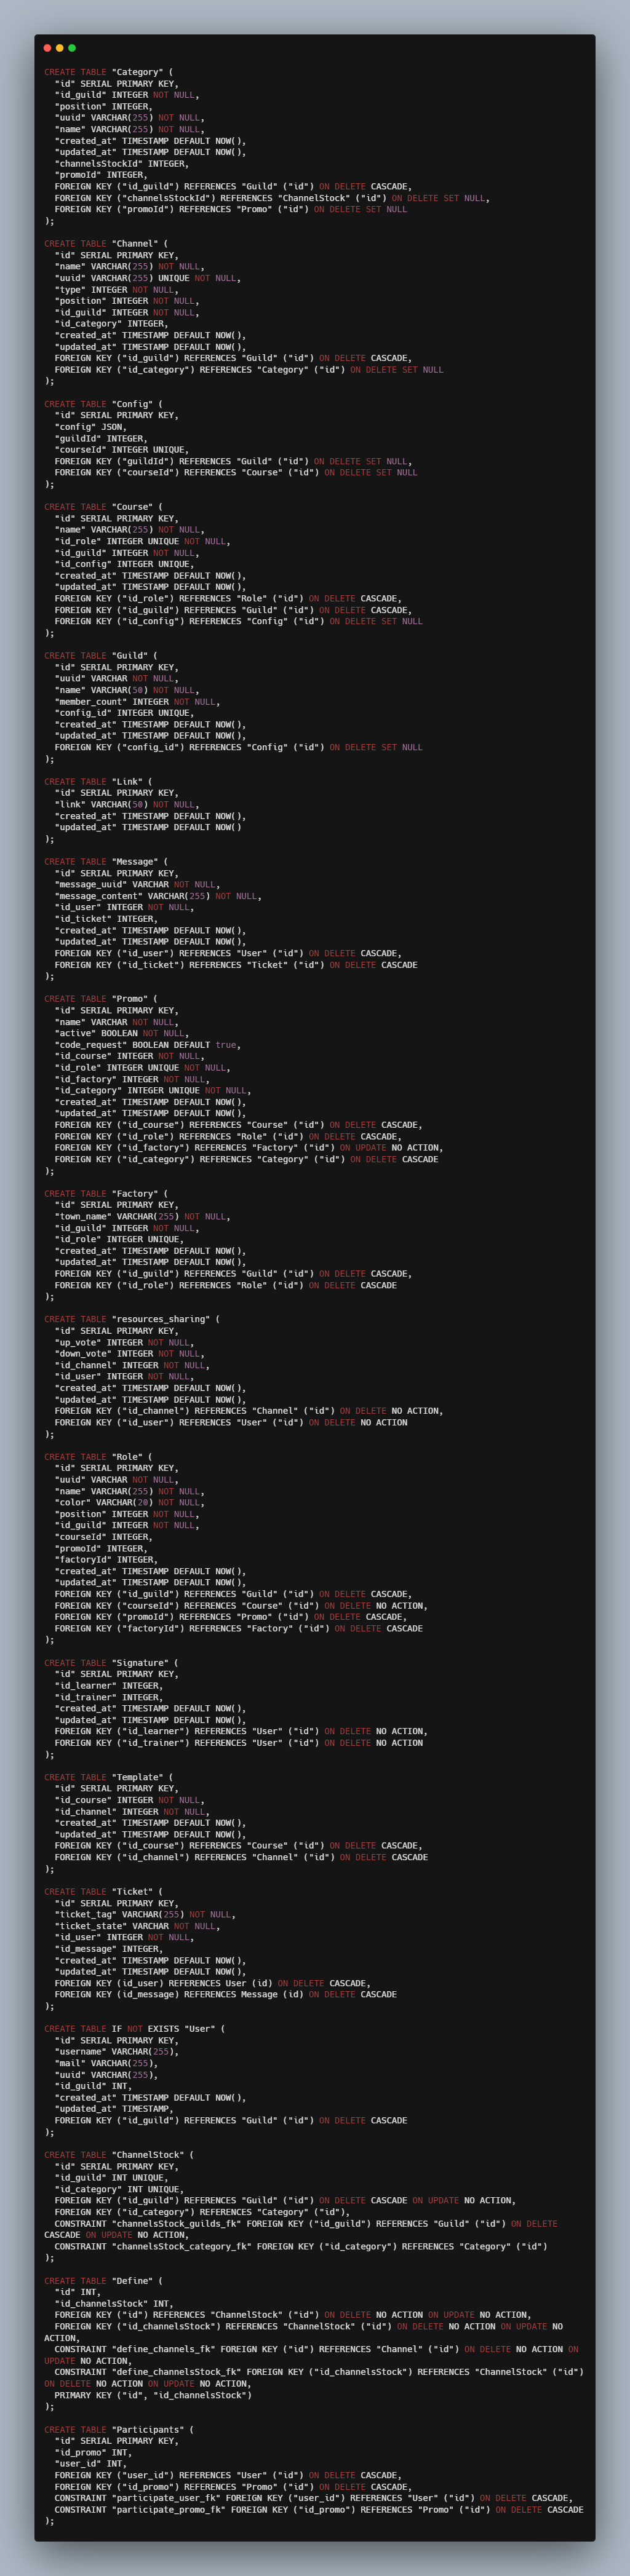 CREATE TABLE "Category" (
  "id" SERIAL PRIMARY KEY,
  "id_guild" INTEGER NOT NULL,
  "position" INTEGER,
  "uuid" VARCHAR(255) NOT NULL,
  "name" VARCHAR(255) NOT NULL,
  "created_at" TIMESTAMP DEFAULT NOW(),
  "updated_at" TIMESTAMP DEFAULT NOW(),
  "channelsStockId" INTEGER,
  "promoId" INTEGER,
  FOREIGN KEY ("id_guild") REFERENCES "Guild" ("id") ON DELETE CASCADE,
  FOREIGN KEY ("channelsStockId") REFERENCES "ChannelStock" ("id") ON DELETE SET NULL,
  FOREIGN KEY ("promoId") REFERENCES "Promo" ("id") ON DELETE SET NULL
);

CREATE TABLE "Channel" (
  "id" SERIAL PRIMARY KEY,
  "name" VARCHAR(255) NOT NULL,
  "uuid" VARCHAR(255) UNIQUE NOT NULL,
  "type" INTEGER NOT NULL,
  "position" INTEGER NOT NULL,
  "id_guild" INTEGER NOT NULL,
  "id_category" INTEGER,
  "created_at" TIMESTAMP DEFAULT NOW(),
  "updated_at" TIMESTAMP DEFAULT NOW(),
  FOREIGN KEY ("id_guild") REFERENCES "Guild" ("id") ON DELETE CASCADE,
  FOREIGN KEY ("id_category") REFERENCES "Category" ("id") ON DELETE SET NULL
);

CREATE TABLE "Config" (
  "id" SERIAL PRIMARY KEY,
  "config" JSON,
  "guildId" INTEGER,
  "courseId" INTEGER UNIQUE,
  FOREIGN KEY ("guildId") REFERENCES "Guild" ("id") ON DELETE SET NULL,
  FOREIGN KEY ("courseId") REFERENCES "Course" ("id") ON DELETE SET NULL
);

CREATE TABLE "Course" (
  "id" SERIAL PRIMARY KEY,
  "name" VARCHAR(255) NOT NULL,
  "id_role" INTEGER UNIQUE NOT NULL,
  "id_guild" INTEGER NOT NULL,
  "id_config" INTEGER UNIQUE,
  "created_at" TIMESTAMP DEFAULT NOW(),
  "updated_at" TIMESTAMP DEFAULT NOW(),
  FOREIGN KEY ("id_role") REFERENCES "Role" ("id") ON DELETE CASCADE,
  FOREIGN KEY ("id_guild") REFERENCES "Guild" ("id") ON DELETE CASCADE,
  FOREIGN KEY ("id_config") REFERENCES "Config" ("id") ON DELETE SET NULL
);

CREATE TABLE "Guild" (
  "id" SERIAL PRIMARY KEY,
  "uuid" VARCHAR NOT NULL,
  "name" VARCHAR(50) NOT NULL,
  "member_count" INTEGER NOT NULL,
  "config_id" INTEGER UNIQUE,
  "created_at" TIMESTAMP DEFAULT NOW(),
  "updated_at" TIMESTAMP DEFAULT NOW(),
  FOREIGN KEY ("config_id") REFERENCES "Config" ("id") ON DELETE SET NULL
);

CREATE TABLE "Link" (
  "id" SERIAL PRIMARY KEY,
  "link" VARCHAR(50) NOT NULL,
  "created_at" TIMESTAMP DEFAULT NOW(),
  "updated_at" TIMESTAMP DEFAULT NOW()
);

CREATE TABLE "Message" (
  "id" SERIAL PRIMARY KEY,
  "message_uuid" VARCHAR NOT NULL,
  "message_content" VARCHAR(255) NOT NULL,
  "id_user" INTEGER NOT NULL,
  "id_ticket" INTEGER,
  "created_at" TIMESTAMP DEFAULT NOW(),
  "updated_at" TIMESTAMP DEFAULT NOW(),
  FOREIGN KEY ("id_user") REFERENCES "User" ("id") ON DELETE CASCADE,
  FOREIGN KEY ("id_ticket") REFERENCES "Ticket" ("id") ON DELETE CASCADE
);

CREATE TABLE "Promo" (
  "id" SERIAL PRIMARY KEY,
  "name" VARCHAR NOT NULL,
  "active" BOOLEAN NOT NULL,
  "code_request" BOOLEAN DEFAULT true,
  "id_course" INTEGER NOT NULL,
  "id_role" INTEGER UNIQUE NOT NULL,
  "id_factory" INTEGER NOT NULL,
  "id_category" INTEGER UNIQUE NOT NULL,
  "created_at" TIMESTAMP DEFAULT NOW(),
  "updated_at" TIMESTAMP DEFAULT NOW(),
  FOREIGN KEY ("id_course") REFERENCES "Course" ("id") ON DELETE CASCADE,
  FOREIGN KEY ("id_role") REFERENCES "Role" ("id") ON DELETE CASCADE,
  FOREIGN KEY ("id_factory") REFERENCES "Factory" ("id") ON UPDATE NO ACTION,
  FOREIGN KEY ("id_category") REFERENCES "Category" ("id") ON DELETE CASCADE
);

CREATE TABLE "Factory" (
  "id" SERIAL PRIMARY KEY,
  "town_name" VARCHAR(255) NOT NULL,
  "id_guild" INTEGER NOT NULL,
  "id_role" INTEGER UNIQUE,
  "created_at" TIMESTAMP DEFAULT NOW(),
  "updated_at" TIMESTAMP DEFAULT NOW(),
  FOREIGN KEY ("id_guild") REFERENCES "Guild" ("id") ON DELETE CASCADE,
  FOREIGN KEY ("id_role") REFERENCES "Role" ("id") ON DELETE CASCADE
);

CREATE TABLE "resources_sharing" (
  "id" SERIAL PRIMARY KEY,
  "up_vote" INTEGER NOT NULL,
  "down_vote" INTEGER NOT NULL,
  "id_channel" INTEGER NOT NULL,
  "id_user" INTEGER NOT NULL,
  "created_at" TIMESTAMP DEFAULT NOW(),
  "updated_at" TIMESTAMP DEFAULT NOW(),
  FOREIGN KEY ("id_channel") REFERENCES "Channel" ("id") ON DELETE NO ACTION,
  FOREIGN KEY ("id_user") REFERENCES "User" ("id") ON DELETE NO ACTION
);

CREATE TABLE "Role" (
  "id" SERIAL PRIMARY KEY,
  "uuid" VARCHAR NOT NULL,
  "name" VARCHAR(255) NOT NULL,
  "color" VARCHAR(20) NOT NULL,
  "position" INTEGER NOT NULL,
  "id_guild" INTEGER NOT NULL,
  "courseId" INTEGER,
  "promoId" INTEGER,
  "factoryId" INTEGER,
  "created_at" TIMESTAMP DEFAULT NOW(),
  "updated_at" TIMESTAMP DEFAULT NOW(),
  FOREIGN KEY ("id_guild") REFERENCES "Guild" ("id") ON DELETE CASCADE,
  FOREIGN KEY ("courseId") REFERENCES "Course" ("id") ON DELETE NO ACTION,
  FOREIGN KEY ("promoId") REFERENCES "Promo" ("id") ON DELETE CASCADE,
  FOREIGN KEY ("factoryId") REFERENCES "Factory" ("id") ON DELETE CASCADE
);

CREATE TABLE "Signature" (
  "id" SERIAL PRIMARY KEY,
  "id_learner" INTEGER,
  "id_trainer" INTEGER,
  "created_at" TIMESTAMP DEFAULT NOW(),
  "updated_at" TIMESTAMP DEFAULT NOW(),
  FOREIGN KEY ("id_learner") REFERENCES "User" ("id") ON DELETE NO ACTION,
  FOREIGN KEY ("id_trainer") REFERENCES "User" ("id") ON DELETE NO ACTION
);

CREATE TABLE "Template" (
  "id" SERIAL PRIMARY KEY,
  "id_course" INTEGER NOT NULL,
  "id_channel" INTEGER NOT NULL,
  "created_at" TIMESTAMP DEFAULT NOW(),
  "updated_at" TIMESTAMP DEFAULT NOW(),
  FOREIGN KEY ("id_course") REFERENCES "Course" ("id") ON DELETE CASCADE,
  FOREIGN KEY ("id_channel") REFERENCES "Channel" ("id") ON DELETE CASCADE
);

CREATE TABLE "Ticket" (
  "id" SERIAL PRIMARY KEY,
  "ticket_tag" VARCHAR(255) NOT NULL,
  "ticket_state" VARCHAR NOT NULL,
  "id_user" INTEGER NOT NULL,
  "id_message" INTEGER,
  "created_at" TIMESTAMP DEFAULT NOW(),
  "updated_at" TIMESTAMP DEFAULT NOW(),
  FOREIGN KEY (id_user) REFERENCES User (id) ON DELETE CASCADE,
  FOREIGN KEY (id_message) REFERENCES Message (id) ON DELETE CASCADE
);

CREATE TABLE IF NOT EXISTS "User" (
  "id" SERIAL PRIMARY KEY,
  "username" VARCHAR(255),
  "mail" VARCHAR(255),
  "uuid" VARCHAR(255),
  "id_guild" INT,
  "created_at" TIMESTAMP DEFAULT NOW(),
  "updated_at" TIMESTAMP,
  FOREIGN KEY ("id_guild") REFERENCES "Guild" ("id") ON DELETE CASCADE
);

CREATE TABLE "ChannelStock" (
  "id" SERIAL PRIMARY KEY,
  "id_guild" INT UNIQUE,
  "id_category" INT UNIQUE,
  FOREIGN KEY ("id_guild") REFERENCES "Guild" ("id") ON DELETE CASCADE ON UPDATE NO ACTION,
  FOREIGN KEY ("id_category") REFERENCES "Category" ("id"),
  CONSTRAINT "channelsStock_guilds_fk" FOREIGN KEY ("id_guild") REFERENCES "Guild" ("id") ON DELETE
CASCADE ON UPDATE NO ACTION,
  CONSTRAINT "channelsStock_category_fk" FOREIGN KEY ("id_category") REFERENCES "Category" ("id")
);

CREATE TABLE "Define" (
  "id" INT,
  "id_channelsStock" INT,
  FOREIGN KEY ("id") REFERENCES "ChannelStock" ("id") ON DELETE NO ACTION ON UPDATE NO ACTION,
  FOREIGN KEY ("id_channelsStock") REFERENCES "ChannelStock" ("id") ON DELETE NO ACTION ON UPDATE NO
ACTION,
  CONSTRAINT "define_channels_fk" FOREIGN KEY ("id") REFERENCES "Channel" ("id") ON DELETE NO ACTION ON
UPDATE NO ACTION,
  CONSTRAINT "define_channelsStock_fk" FOREIGN KEY ("id_channelsStock") REFERENCES "ChannelStock" ("id")
ON DELETE NO ACTION ON UPDATE NO ACTION,
  PRIMARY KEY ("id", "id_channelsStock")
);

CREATE TABLE "Participants" (
  "id" SERIAL PRIMARY KEY,
  "id_promo" INT,
  "user_id" INT,
  FOREIGN KEY ("user_id") REFERENCES "User" ("id") ON DELETE CASCADE,
  FOREIGN KEY ("id_promo") REFERENCES "Promo" ("id") ON DELETE CASCADE,
  CONSTRAINT "participate_user_fk" FOREIGN KEY ("user_id") REFERENCES "User" ("id") ON DELETE CASCADE,
  CONSTRAINT "participate_promo_fk" FOREIGN KEY ("id_promo") REFERENCES "Promo" ("id") ON DELETE CASCADE
);